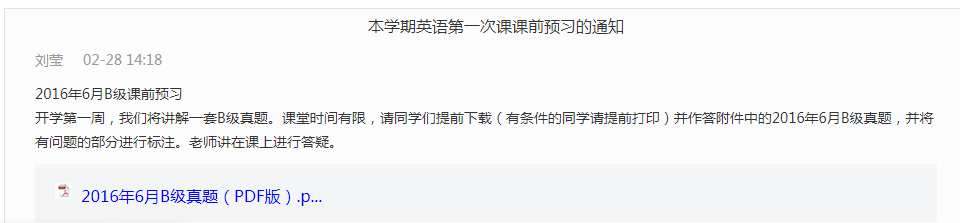 本学期英语第一次课课前预习的通知
刘莹 02-28 14:18
2016年6月B级课前预习
开学第一周，我们将讲解一套B级真题。课堂时间有限，请同学们提前下载（有条件的同学请提前打印）并作答附件中的2016年6月B级真题，并将
有问题的部分进行标注。老师讲在课上进行答疑。
2016年6月B级真题（PDF版）.p...